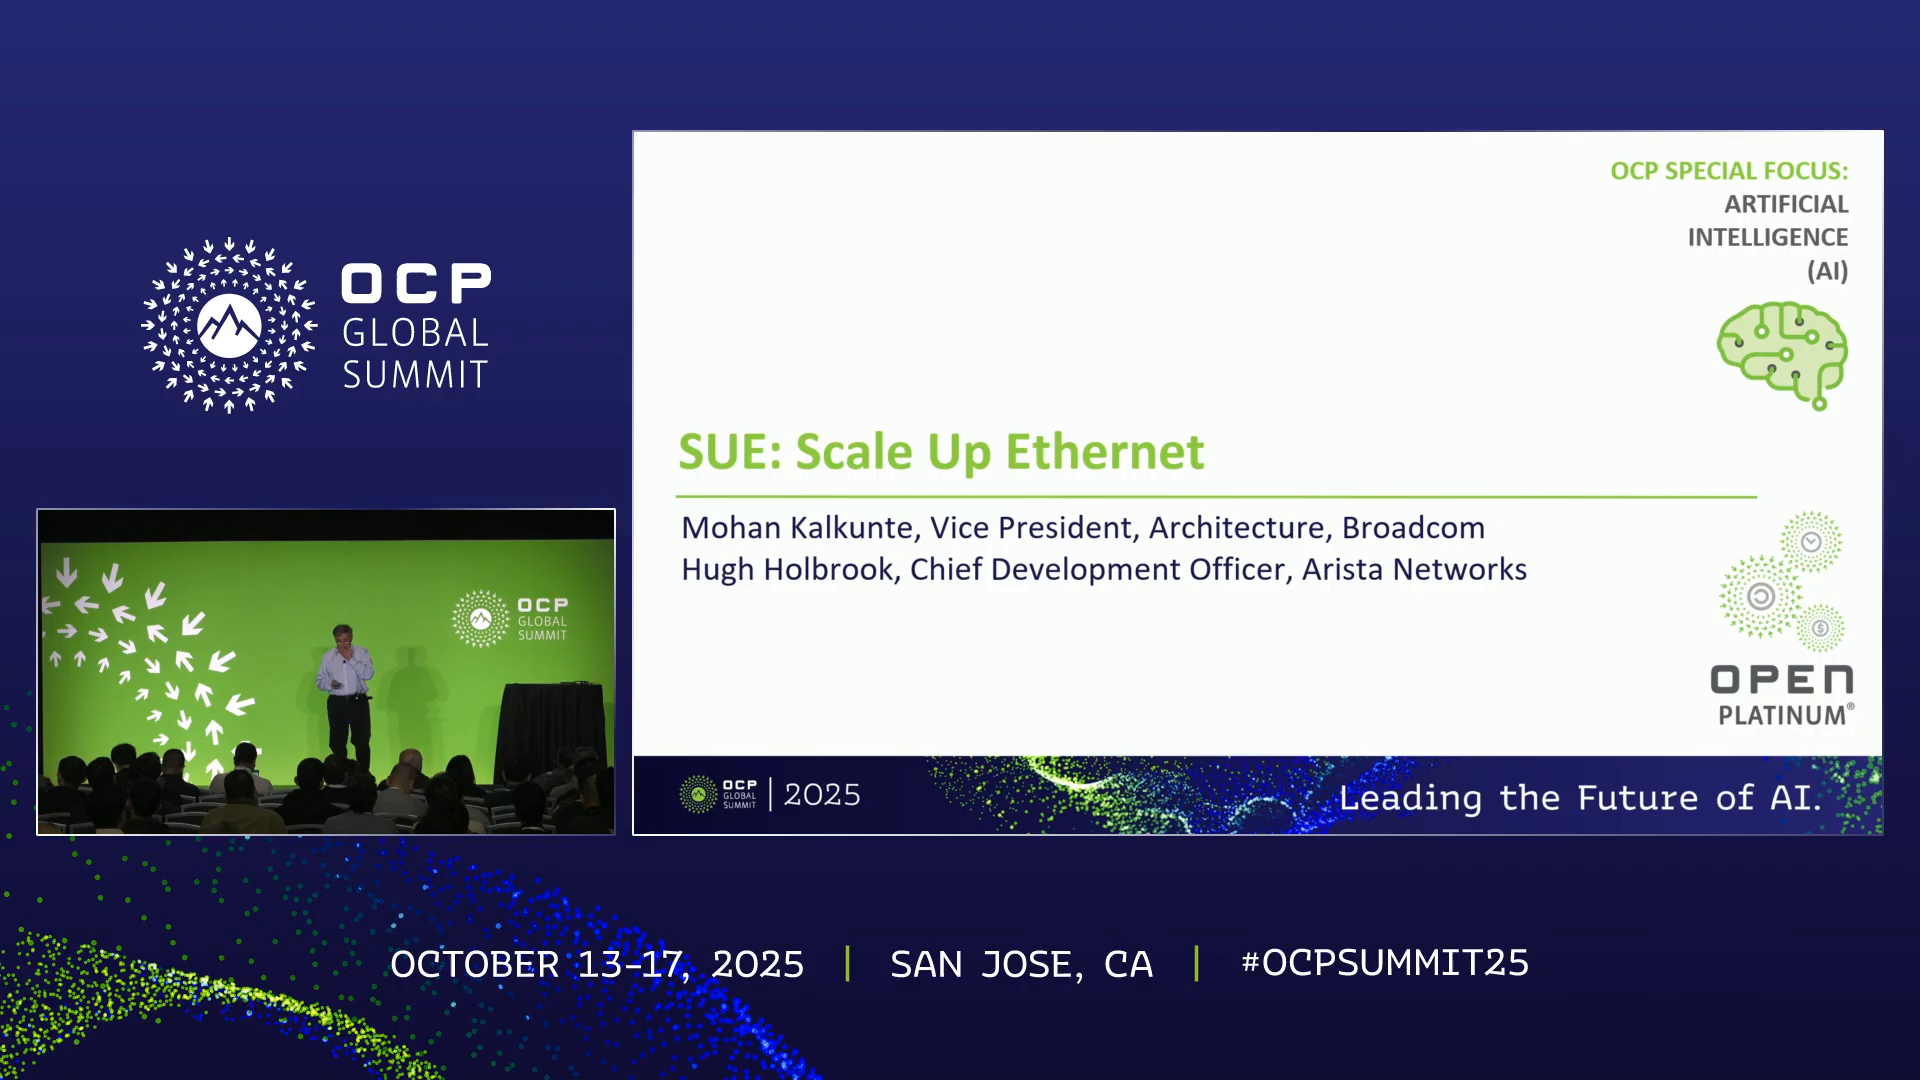 OCP
GLOBAL
SUMMIT
OCP
GLOBAL
SUMMIT
OCP SPECIAL FOCUS:
ARTIFICIAL
INTELLIGENCE
(AI)
SUE: Scale Up Ethernet
Mohan Kalkunte, Vice President, Architecture, Broadcom
Hugh Holbrook, Chief Development Officer, Arista Networks
OPEN
PLATINUM®
OCP
GLOBAL
SUMMIT
2025
Leading the Future of AI.
OCTOBER 13-17, 2025 | SAN JOSE, CA | #OCPSUMMIT25